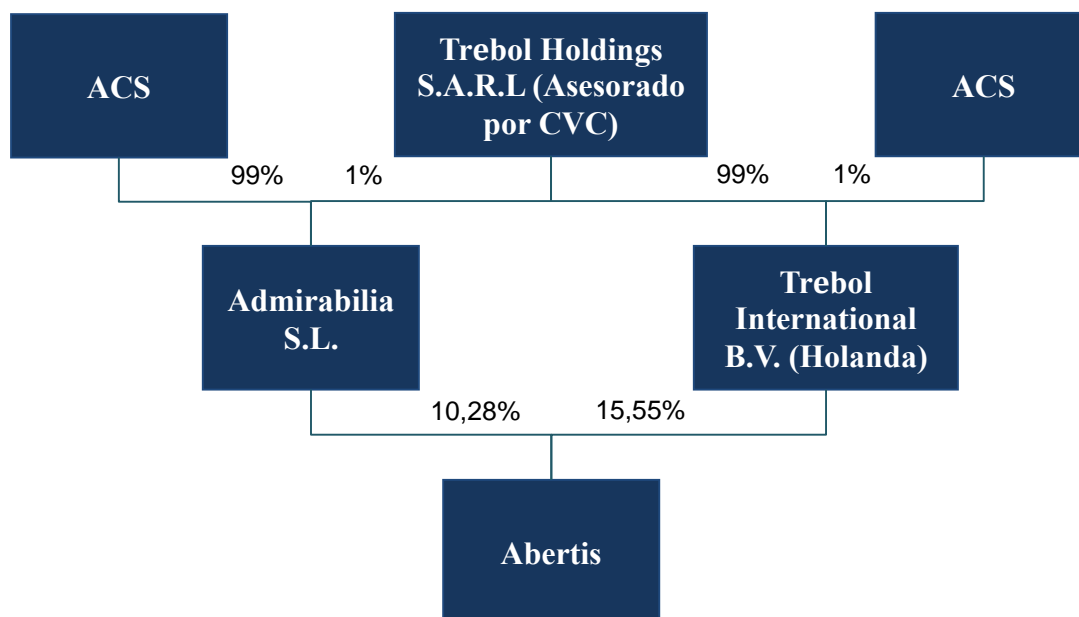 ACS
Trebol Holdings
S.A.R.L (Asesorado
por CVC)
ACS
99%
1%
99%
1%
Admirabilia
S.L.
Trebol
International
B.V. (Holanda)
10,28%
15,55%
Abertis